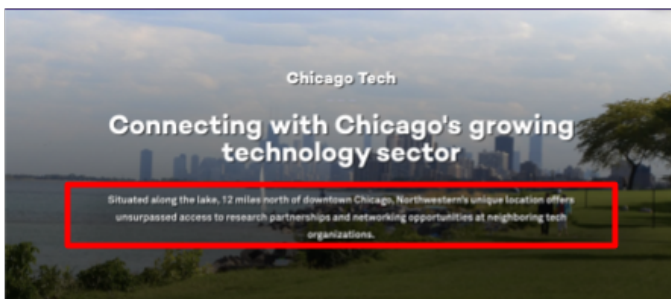 Chicago Tech
Connecting with Chicago's growing
technology sector
Situated along the lake, 12 miles north of downtown Chicago, Northwestern's unique location offers
unsurpassed access to research partnerships and networking opportunities at neighboring tech
organizations.